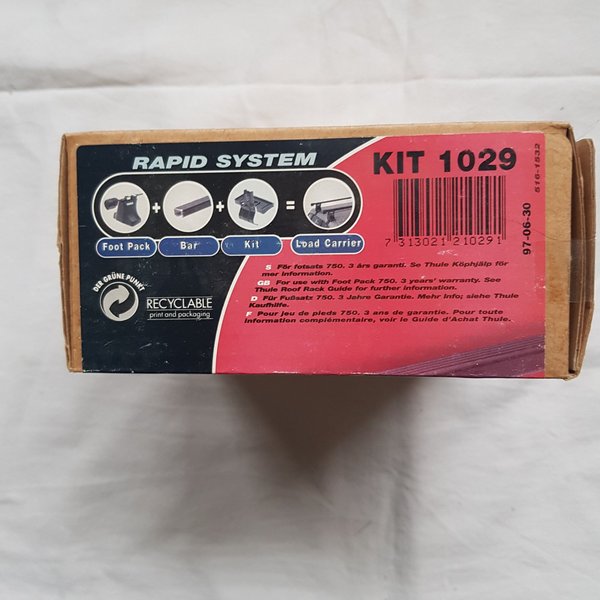 RAPID SYSTEM
KIT 1029
Foot Pack + Bar + Kit = Load Carrier
7 313021 210291
97-06-30
516-1532
S För fotsats 750. 3 års garanti. Se Thule Köphjälp för
mer information.
GB For use with Foot Pack 750. 3 years' warranty. See
Thule Roof Rack Guide for further information.
D Für Fußsatz 750. 3 Jahre Garantie. Mehr Info; siehe Thule
Kaufhilfe.
F Pour jeu de pieds 750. 3 ans de garantie. Pour toute
information complémentaire, voir le Guide d'Achat Thule.
DER GRÜNE PUNKT
RECYCLABLE
print and packaging